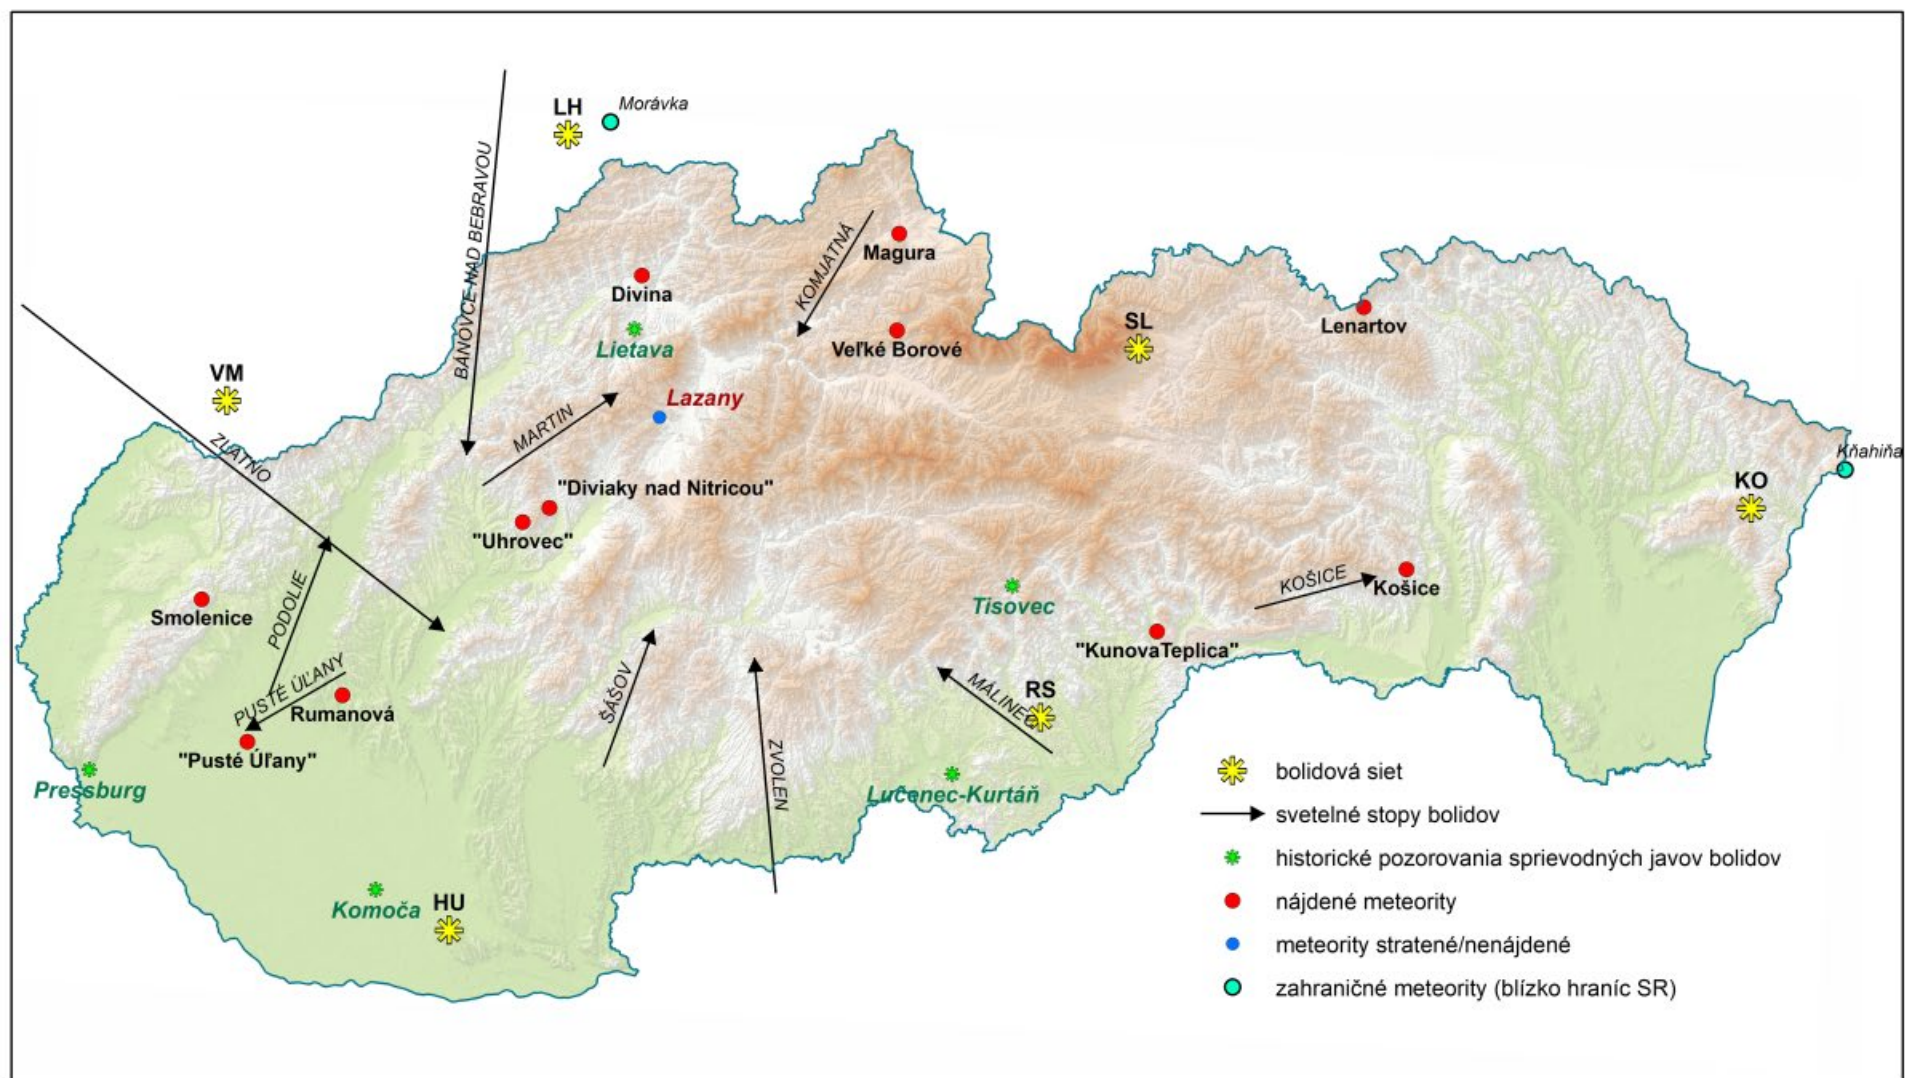 LH
Morávka
BÁNOVCE NAD BEBRAVOU
KOMJATNÁ
Magura
Divina
Lietava
Veľké Borové
SL
Lenartov
VM
ZLATNO
MARTIN
Lazany
Kňahiňa
KO
"Diviaky nad Nitricou"
"Uhrovec"
Smolenice
PODOLIE
PUSTÉ ÚĽANY
Rumanová
"Pusté Úľany"
Pressburg
ŠÁŠOV
ZVOLEN
Tisovec
"KunovaTeplica"
KOŠICE
Košice
MÁLINEC
RS
Lučenec-Kurtáň
Komoča
HU
bolidová siet
svetelné stopy bolidov
historické pozorovania sprievodných javov bolidov
nájdené meteority
meteority stratené/nenájdené
zahraničné meteority (blízko hraníc SR)